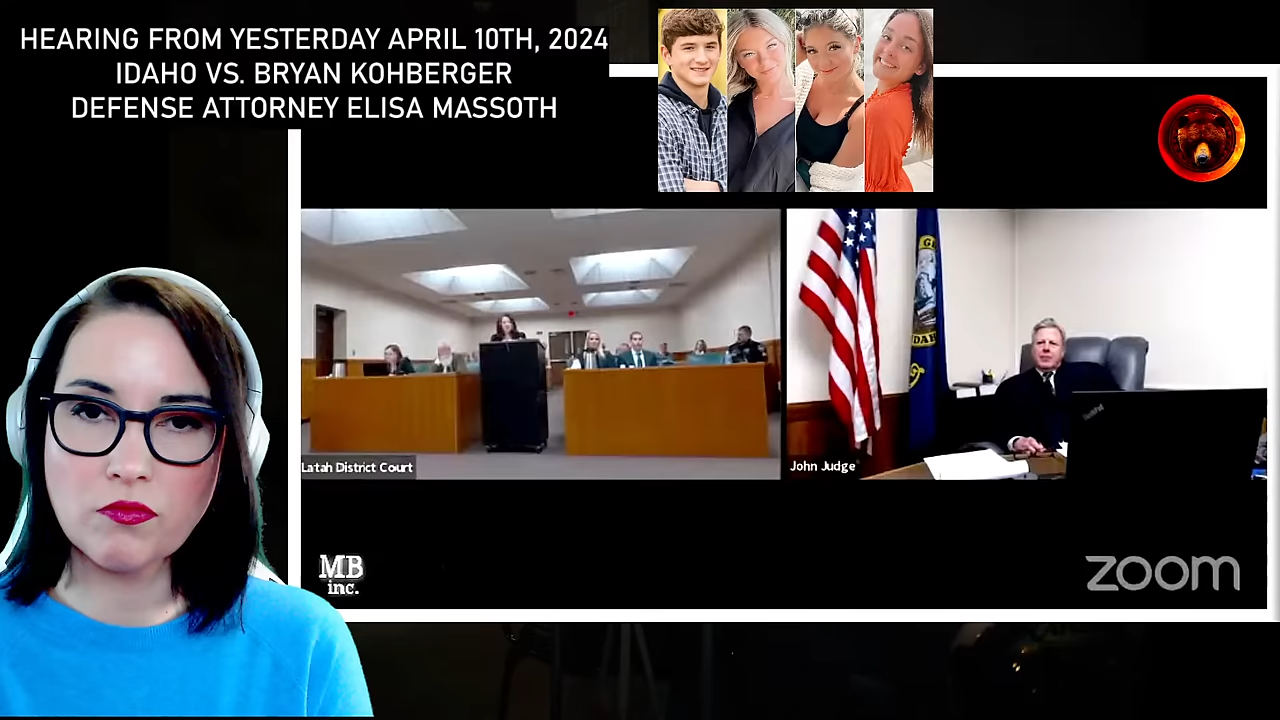 HEARING FROM YESTERDAY APRIL 10TH, 2024
IDAHO VS. BRYAN KOHBERGER
DEFENSE ATTORNEY ELISA MASSOTH
Latah District Court
John Judge
MB
inc.
zoom